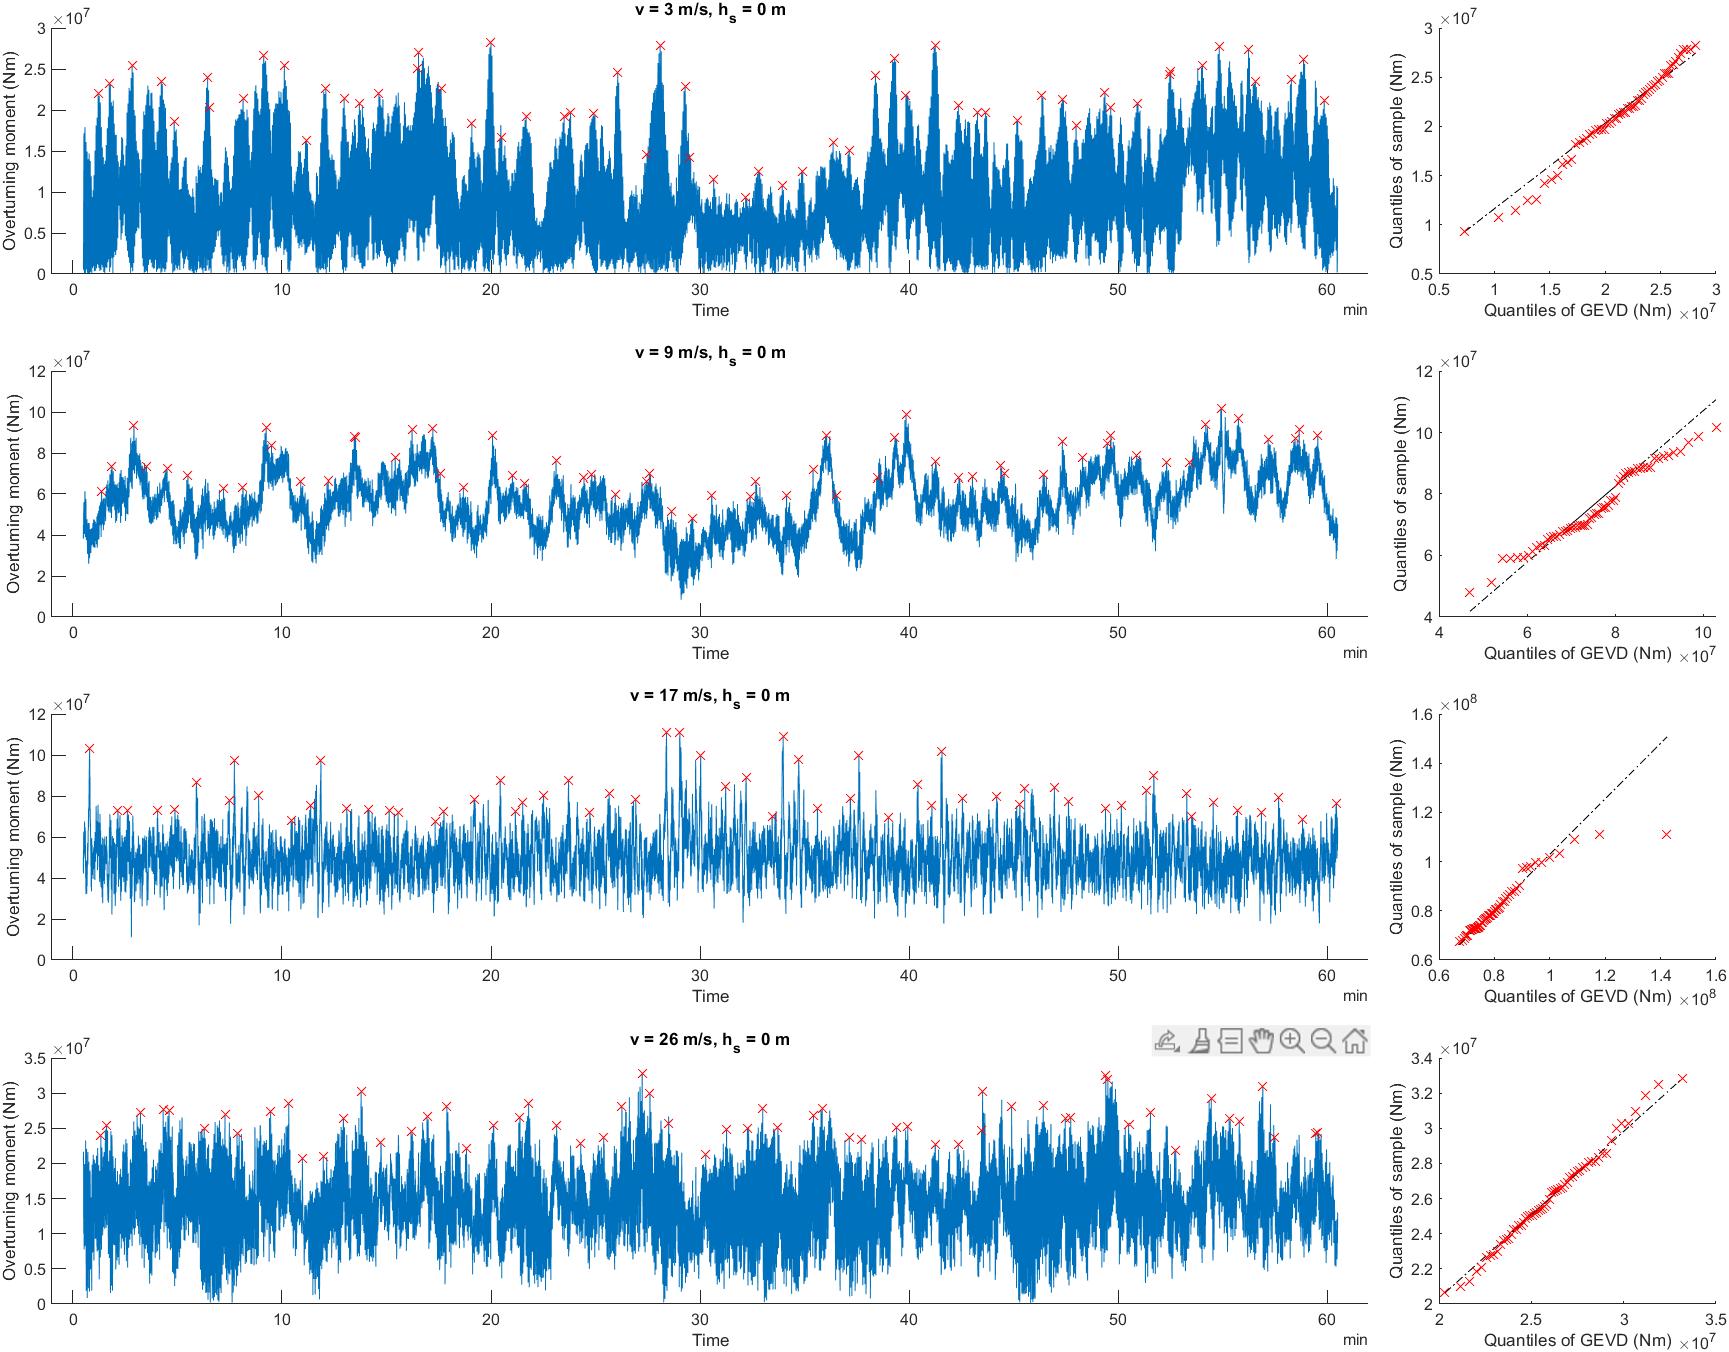 v = 3 m/s, hs = 0 m
×10^7
Overturning moment (Nm)
3
2.5
2
1.5
1
0.5
0
0 10 20 30 40 50 60
Time
min
×10^7
Quantiles of sample (Nm)
3
2.5
2
1.5
1
0.5
0.5 1 1.5 2 2.5 3
Quantiles of GEVD (Nm) ×10^7
v = 9 m/s, hs = 0 m
×10^7
Overturning moment (Nm)
12
10
8
6
4
2
0
0 10 20 30 40 50 60
Time
min
×10^7
Quantiles of sample (Nm)
12
10
8
6
4
4 6 8 10
Quantiles of GEVD (Nm) ×10^7
v = 17 m/s, hs = 0 m
×10^7
Overturning moment (Nm)
12
10
8
6
4
2
0
0 10 20 30 40 50 60
Time
min
×10^8
Quantiles of sample (Nm)
1.6
1.4
1.2
1
0.8
0.6
0.6 0.8 1 1.2 1.4 1.6
Quantiles of GEVD (Nm) ×10^8
v = 26 m/s, hs = 0 m
×10^7
Overturning moment (Nm)
3.5
3
2.5
2
1.5
1
0.5
0
0 10 20 30 40 50 60
Time
min
×10^7
Quantiles of sample (Nm)
3.4
3.2
3
2.8
2.6
2.4
2.2
2
2 2.5 3 3.5
Quantiles of GEVD (Nm) ×10^7